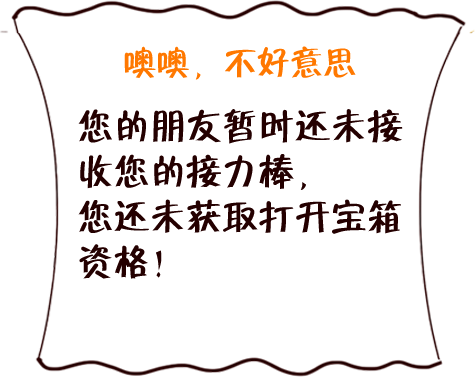 噢噢，不好意思
您的朋友暂时还未接
收您的接力棒，
您还未获取打开宝箱
资格！